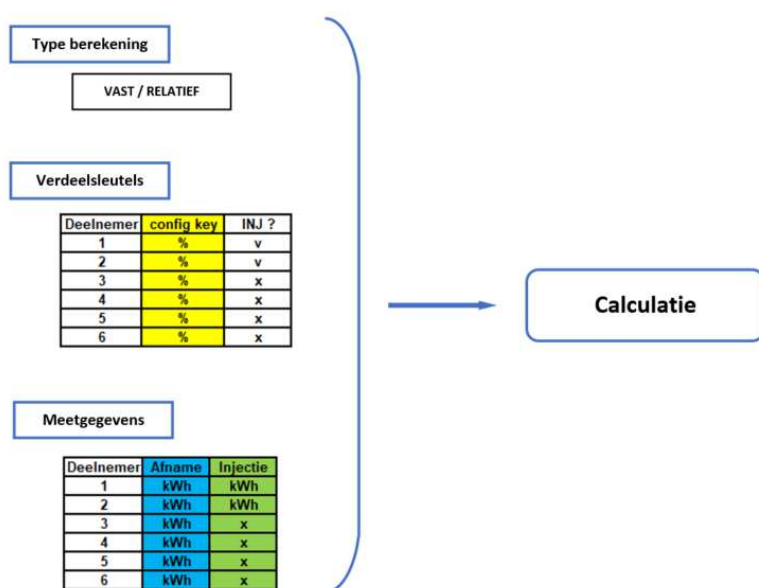 Type berekening
VAST / RELATIEF
Verdeelsleutels
Deelnemer config key INJ ?
1 % v
2 % v
3 % x
4 % x
5 % x
6 % x
Calculatie
Meetgegevens
Deelnemer Afname Injectie
1 kWh kWh
2 kWh kWh
3 kWh x
4 kWh x
5 kWh x
6 kWh x